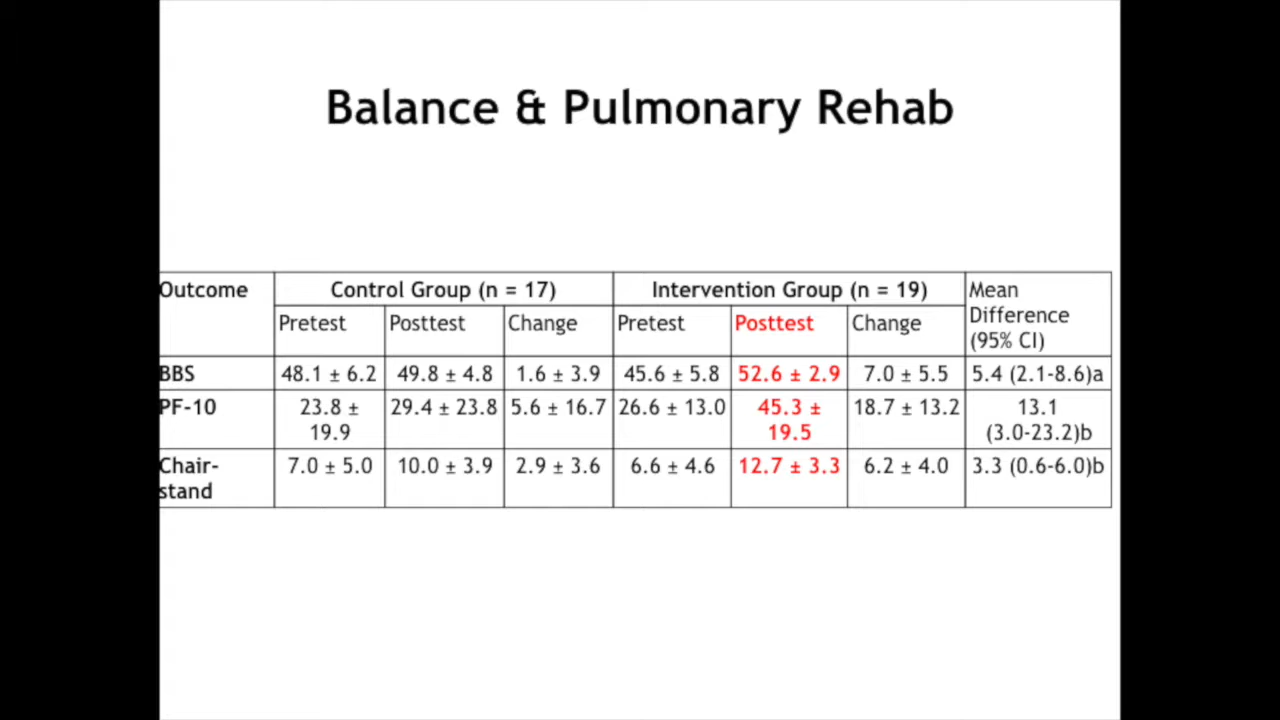 Balance & Pulmonary Rehab
Outcome Control Group (n = 17) Intervention Group (n = 19) Mean Difference (95% CI)
Pretest Posttest Change Pretest Posttest Change
BBS 48.1 ± 6.2 49.8 ± 4.8 1.6 ± 3.9 45.6 ± 5.8 52.6 ± 2.9 7.0 ± 5.5 5.4 (2.1-8.6)a
PF-10 23.8 ± 19.9 29.4 ± 23.8 5.6 ± 16.7 26.6 ± 13.0 45.3 ± 19.5 18.7 ± 13.2 13.1 (3.0-23.2)b
Chair-stand 7.0 ± 5.0 10.0 ± 3.9 2.9 ± 3.6 6.6 ± 4.6 12.7 ± 3.3 6.2 ± 4.0 3.3 (0.6-6.0)b